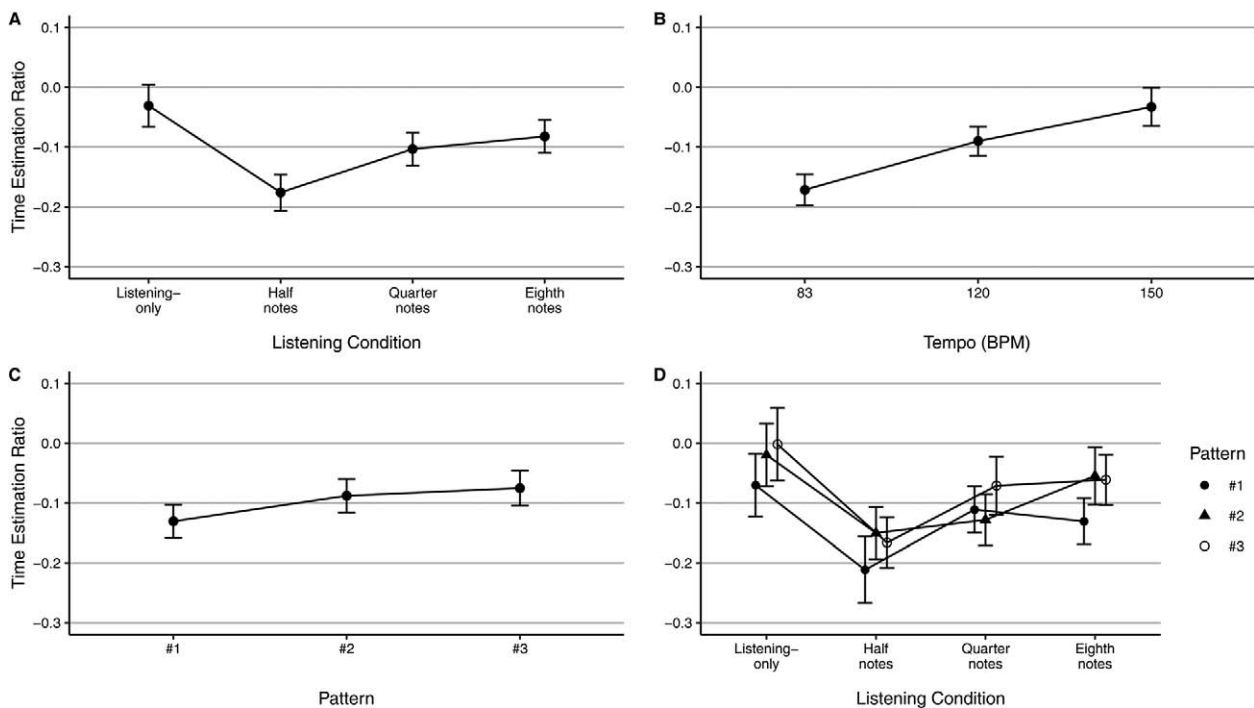 A
Time Estimation Ratio
0.1
0.0
−0.1
−0.2
−0.3
Listening−
only
Half
notes
Quarter
notes
Eighth
notes
Listening Condition
B
0.1
0.0
−0.1
−0.2
−0.3
83
120
150
Tempo (BPM)
C
Time Estimation Ratio
0.1
0.0
−0.1
−0.2
−0.3
#1
#2
#3
Pattern
D
0.1
0.0
−0.1
−0.2
−0.3
Listening−
only
Half
notes
Quarter
notes
Eighth
notes
Listening Condition
Pattern
#1
#2
#3